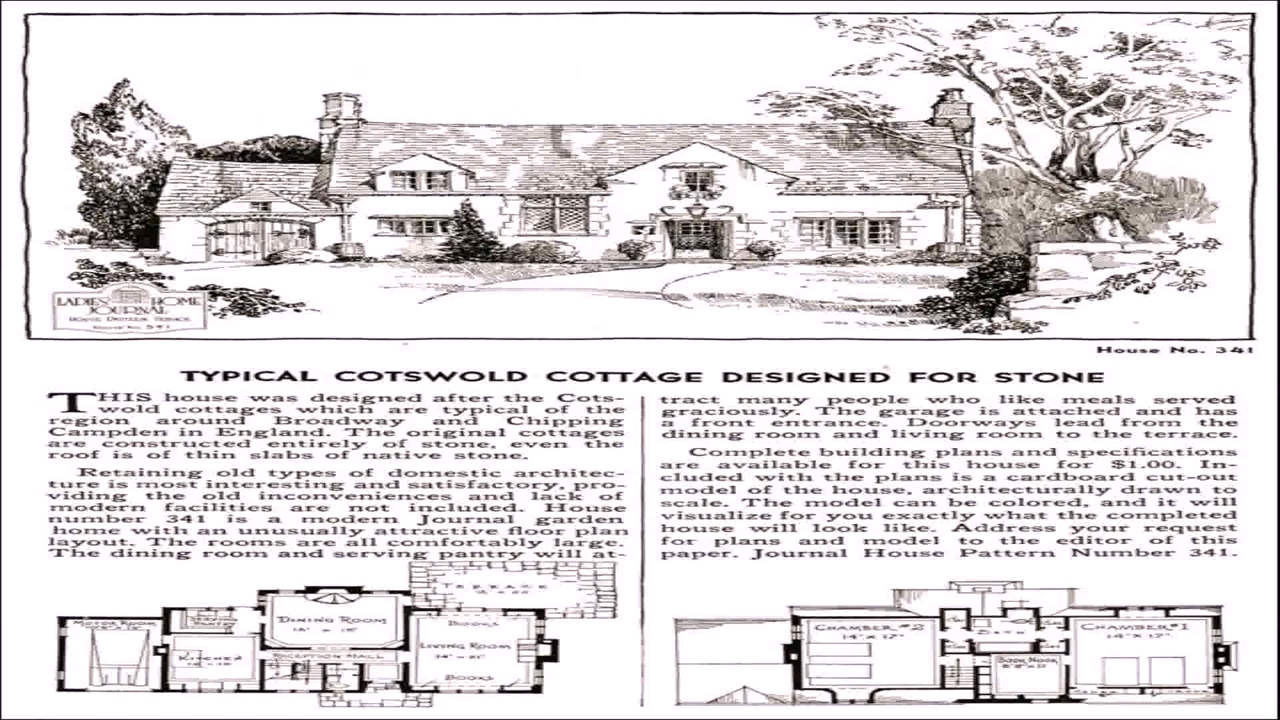 LADIES HOME
JOURNAL
House No. 341
TYPICAL COTSWOLD COTTAGE DESIGNED FOR STONE
THIS house was designed after the Cots-
wold cottages which are typical of the
region around Broadway and Chipping
Campden in England. The original cottages
are constructed entirely of stone, even the
roof is of thin slabs of native stone.
Retaining old types of domestic architec-
ture is most interesting and satisfactory, pro-
viding the old inconveniences and lack of
modern facilities are not included. House
number 341 is a modern Journal garden
home with an unusually attractive floor plan
layout. The rooms are all comfortably large.
The dining room and serving pantry will at-
tract many people who like meals served
graciously. The garage is attached and has
a front entrance. Doorways lead from the
dining room and living room to the terrace.
Complete building plans and specifications
are available for this house for $1.00. In-
cluded with the plans is a cardboard cut-out
model of the house, architecturally drawn to
scale. The model can be colored, and it will
visualize for you exactly what the completed
house will look like. Address your request
for plans and model to the editor of this
paper. Journal House Pattern Number 341.
TERRACE
MOTOR ROOM
SERVING
PANTRY
DINING ROOM
BOOKS
KITCHEN
RECEPTION HALL
LIVING ROOM
BOOKS
CHAMBER #2
14' X 17'
BATH
CHAMBER #1
14' X 17'
BOOK NOOK